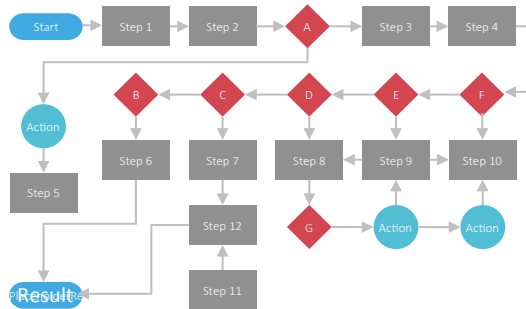 Start
Step 1
Step 2
A
Step 3
Step 4
B
C
D
E
F
Action
Step 6
Step 7
Step 8
Step 9
Step 10
Step 5
Step 12
G
Action
Action
Step 11
Result